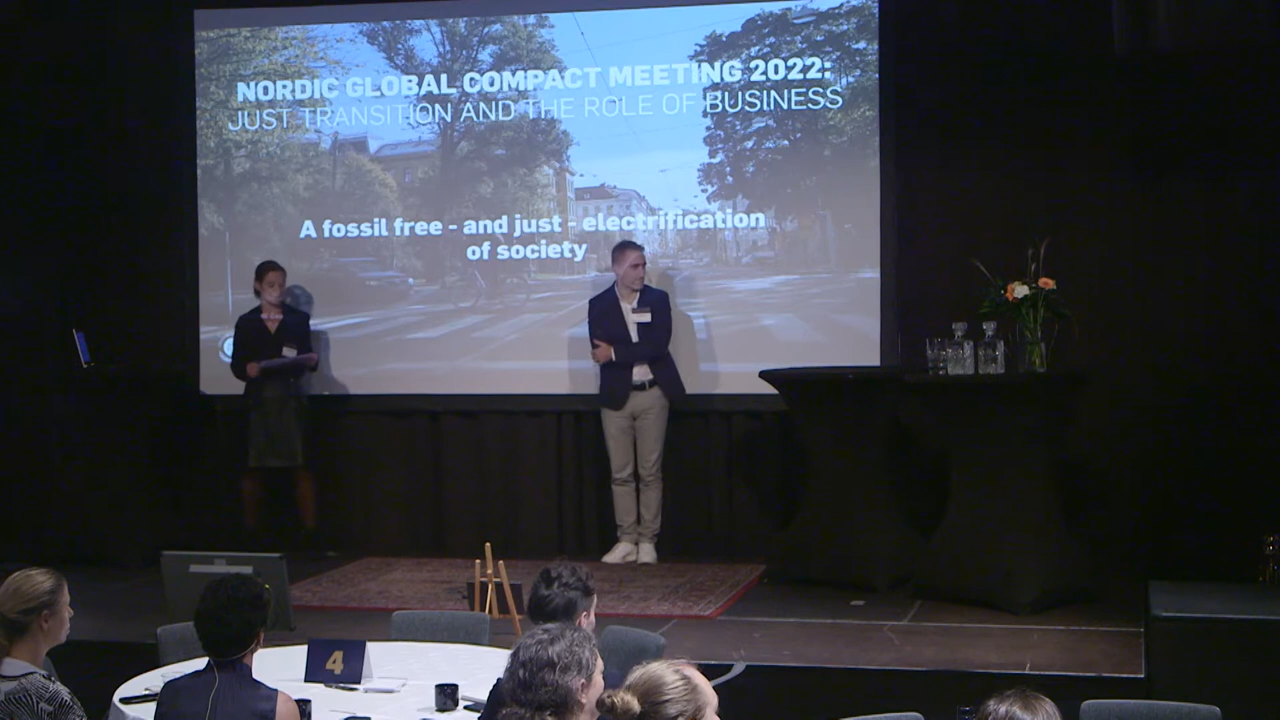 NORDIC GLOBAL COMPACT MEETING 2022:
JUST TRANSITION AND THE ROLE OF BUSINESS
A fossil free - and just - electrification
of society
4